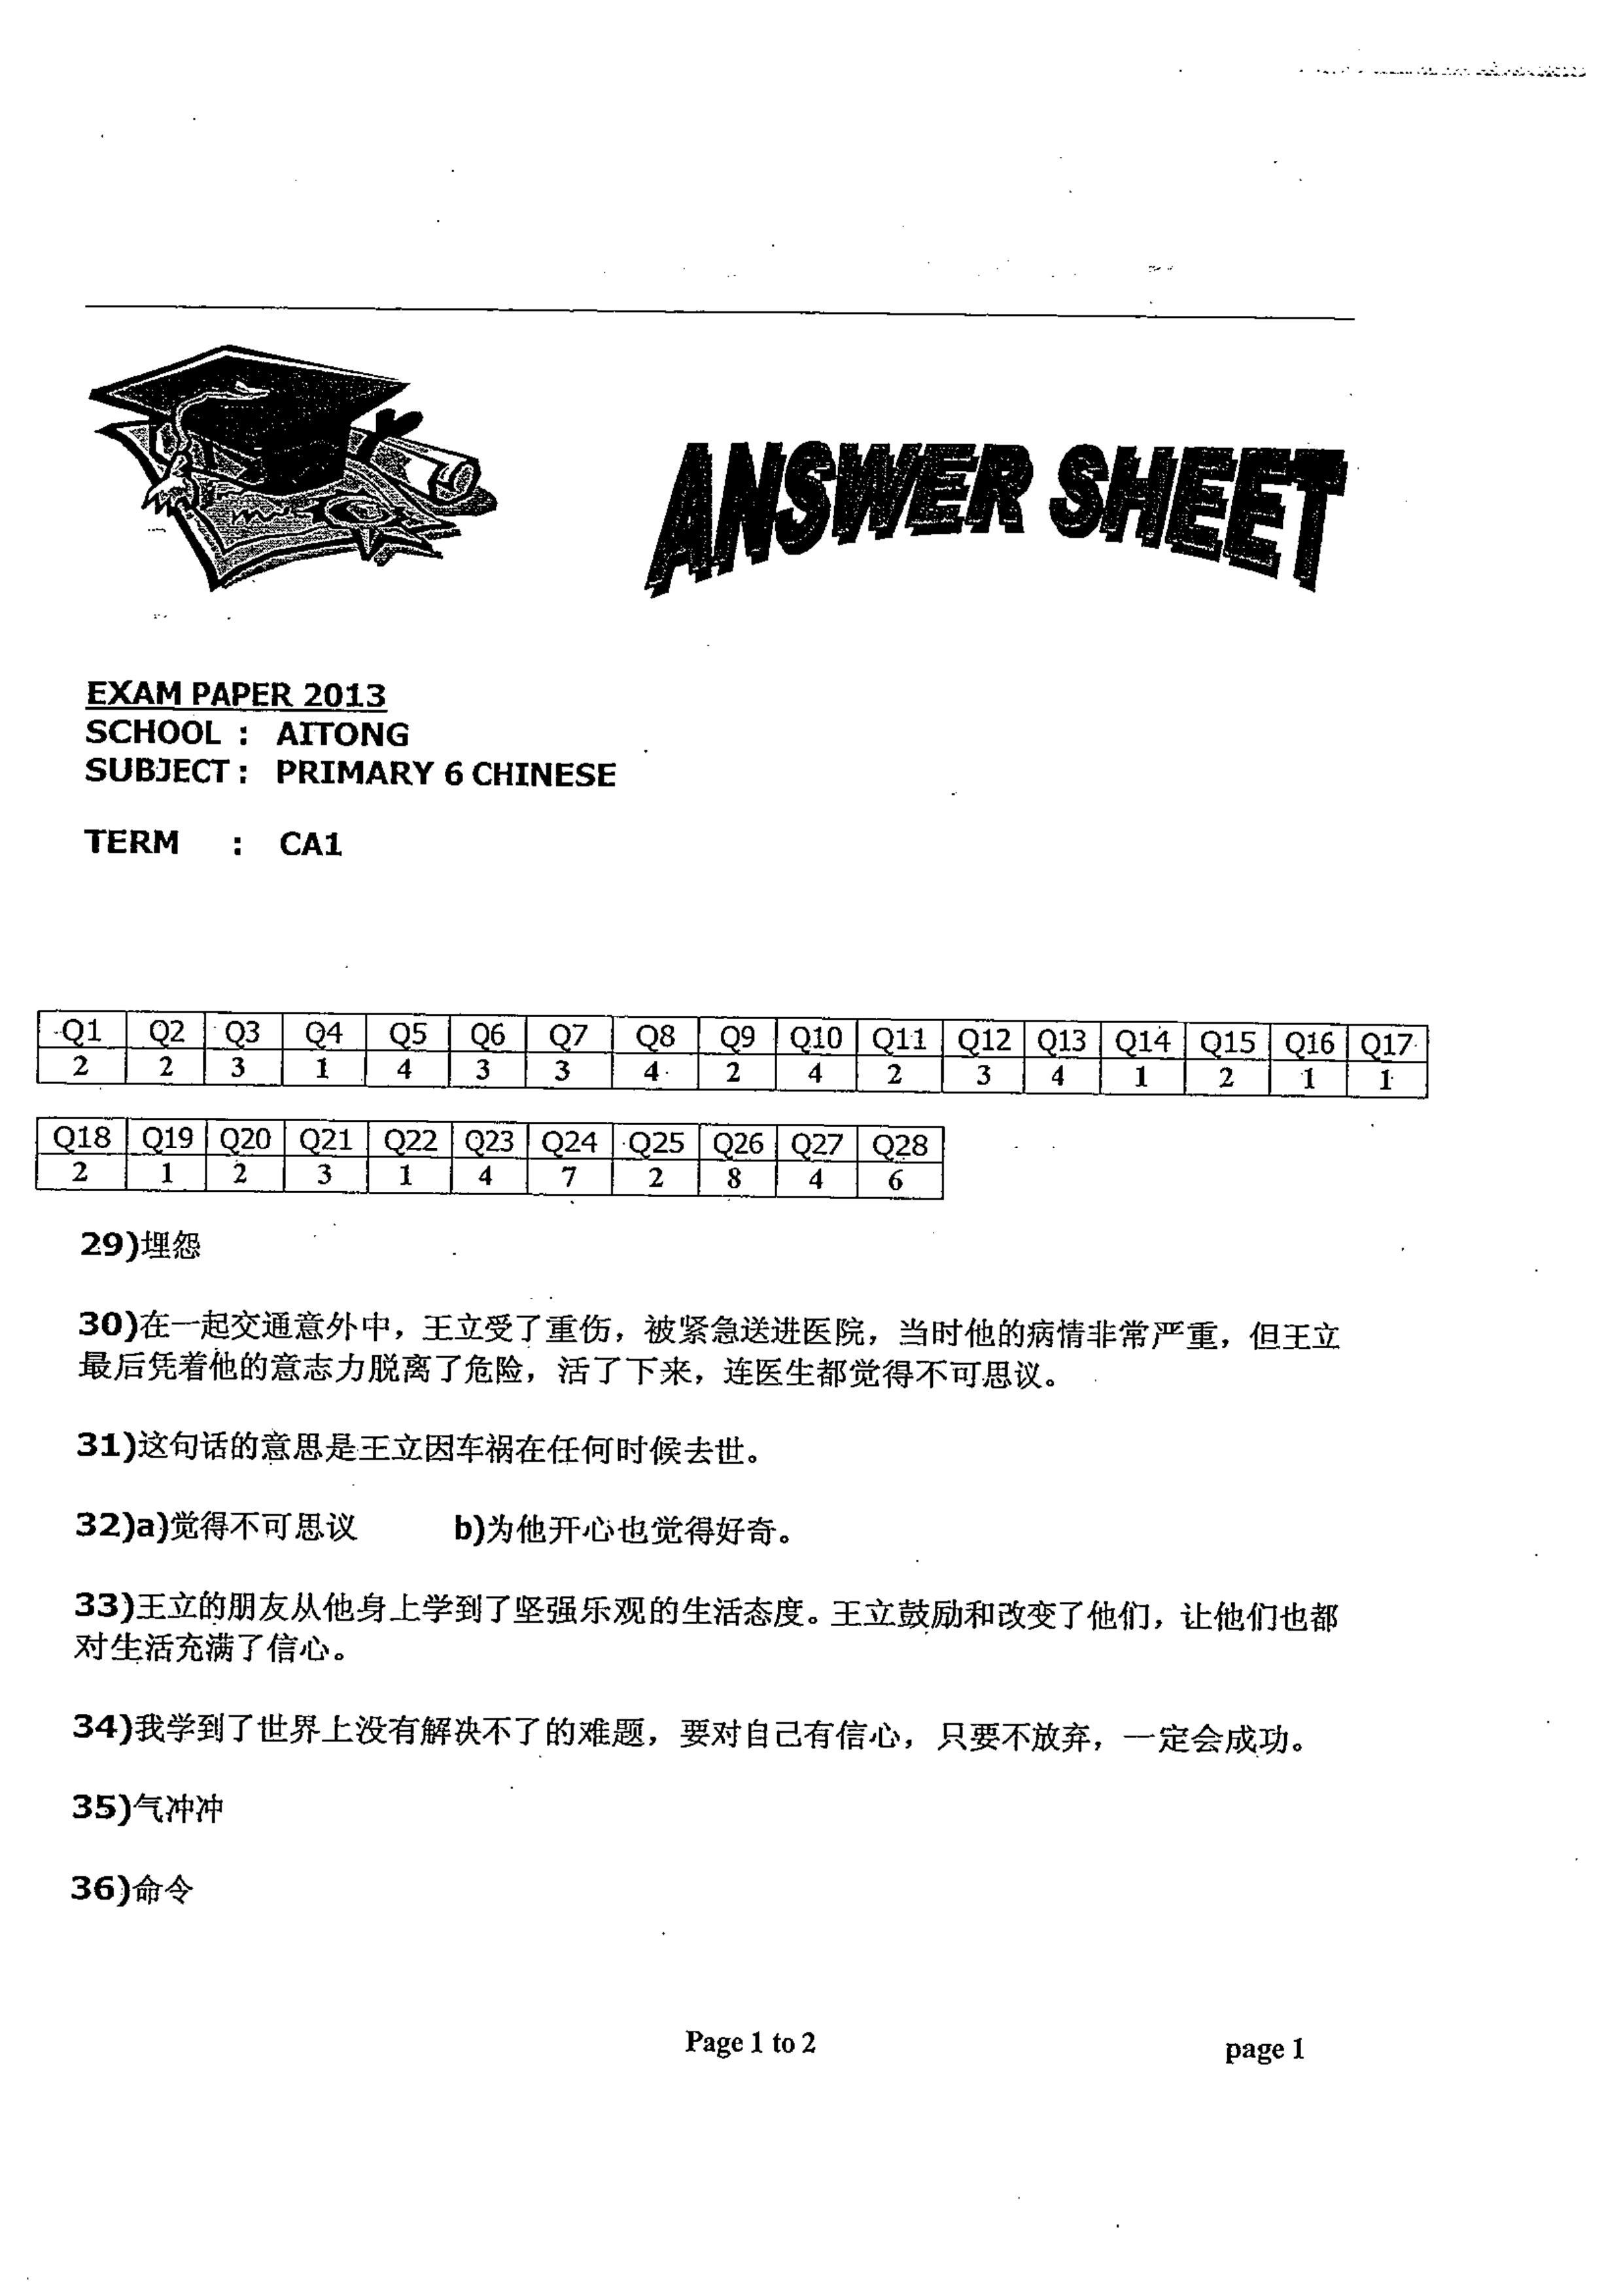 ANSWER SHEET
EXAM PAPER 2013
SCHOOL : AITONG
SUBJECT : PRIMARY 6 CHINESE
TERM : CA1
Q1 Q2 Q3 Q4 Q5 Q6 Q7 Q8 Q9 Q10 Q11 Q12 Q13 Q14 Q15 Q16 Q17
2 2 3 1 4 3 3 4 2 4 2 3 4 1 2 1 1
Q18 Q19 Q20 Q21 Q22 Q23 Q24 Q25 Q26 Q27 Q28
2 1 2 3 1 4 7 2 8 4 6
29)埋怨
30)在一起交通意外中，王立受了重伤，被紧急送进医院，当时他的病情非常严重，但王立
最后凭着他的意志力脱离了危险，活了下来，连医生都觉得不可思议。
31)这句话的意思是王立因车祸在任何时候去世。
32)a)觉得不可思议 b)为他开心也觉得好奇。
33)王立的朋友从他身上学到了坚强乐观的生活态度。王立鼓励和改变了他们，让他们也都
对生活充满了信心。
34)我学到了世界上没有解决不了的难题，要对自己有信心，只要不放弃，一定会成功。
35)气冲冲
36)命令
Page 1 to 2 page 1